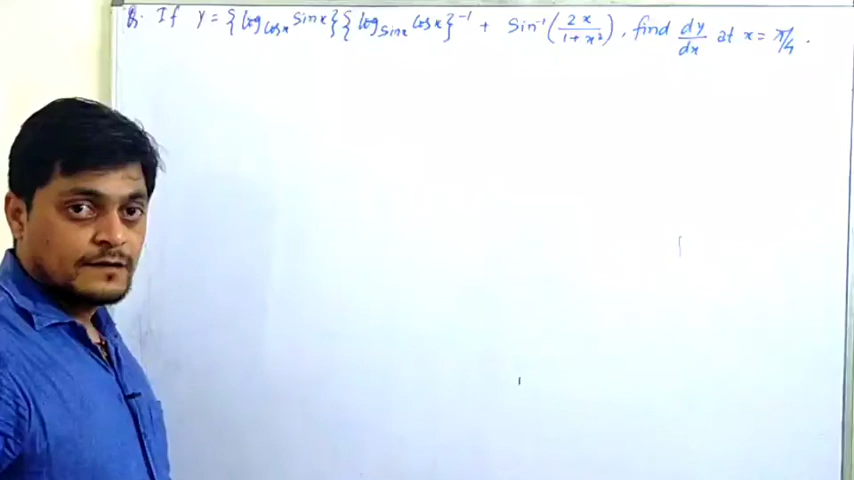 Q. If y = {log_cosx sinx}{log_sinx cosx}⁻¹ + Sin⁻¹(2x/(1+x²)), find dy/dx at x = π/4.